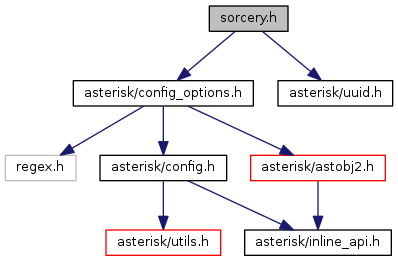 sorcery.h
asterisk/config_options.h
asterisk/uuid.h
regex.h
asterisk/config.h
asterisk/astobj2.h
asterisk/utils.h
asterisk/inline_api.h